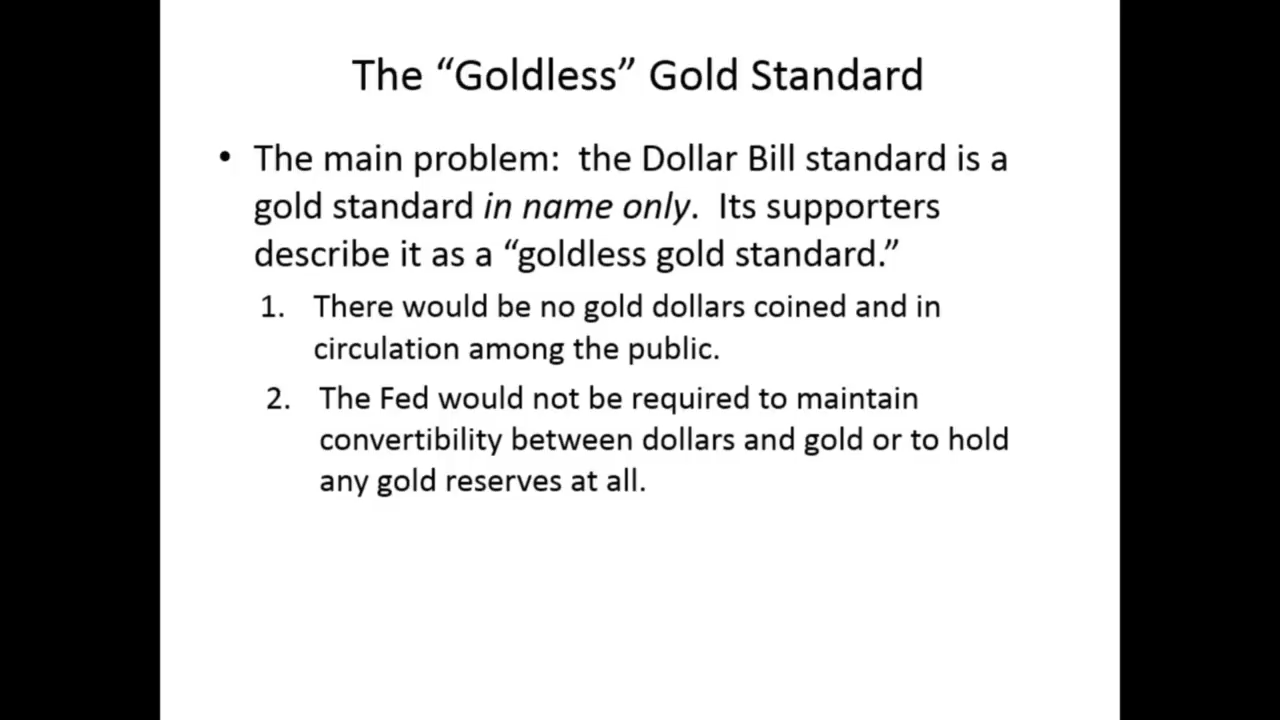 The “Goldless” Gold Standard
• The main problem:  the Dollar Bill standard is a
gold standard in name only.  Its supporters
describe it as a “goldless gold standard.”
1. There would be no gold dollars coined and in
circulation among the public.
2. The Fed would not be required to maintain
convertibility between dollars and gold or to hold
any gold reserves at all.